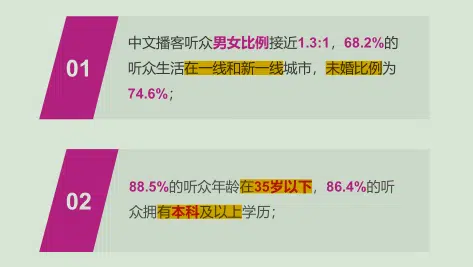 01
中文播客听众男女比例接近1.3:1，68.2%的
听众生活在一线和新一线城市，未婚比例为
74.6%；
02
88.5%的听众年龄在35岁以下，86.4%的听
众拥有本科及以上学历；